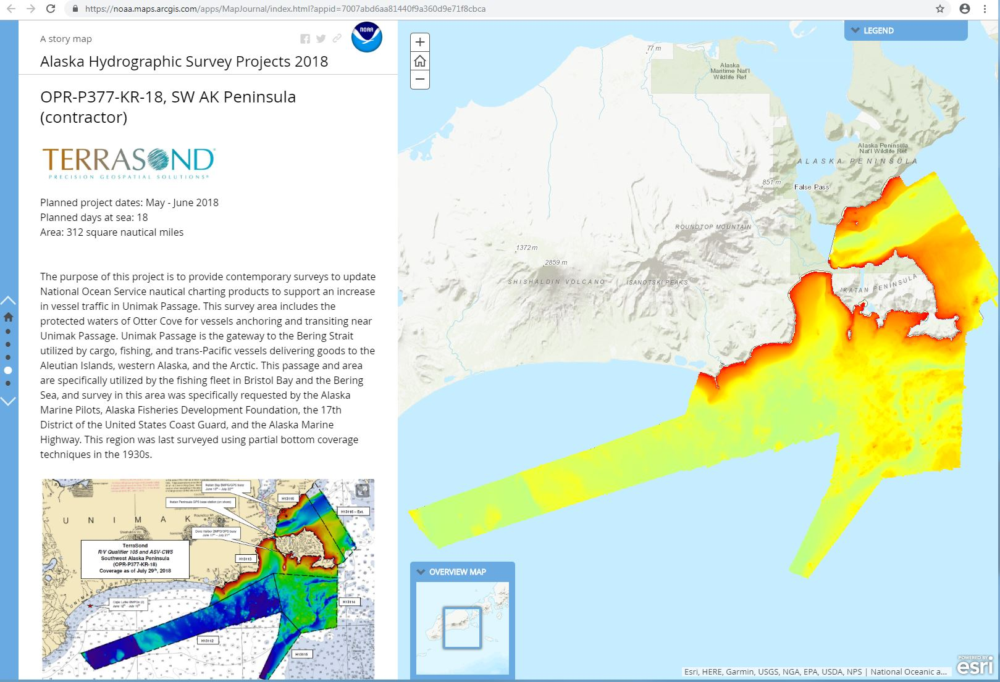 https://noaa.maps.arcgis.com/apps/MapJournal/index.html?appid=7007abd6aa81440f9a360d9e71f8cbca
A story map
NOAA
Alaska Hydrographic Survey Projects 2018
OPR-P377-KR-18, SW AK Peninsula
(contractor)
TERRASOND
PRECISION GEOSPATIAL SOLUTIONS®
Planned project dates: May - June 2018
Planned days at sea: 18
Area: 312 square nautical miles
The purpose of this project is to provide contemporary surveys to update
National Ocean Service nautical charting products to support an increase
in vessel traffic in Unimak Passage. This survey area includes the
protected waters of Otter Cove for vessels anchoring and transiting near
Unimak Passage. Unimak Passage is the gateway to the Bering Strait
utilized by cargo, fishing, and trans-Pacific vessels delivering goods to the
Aleutian Islands, western Alaska, and the Arctic. This passage and area
are specifically utilized by the fishing fleet in Bristol Bay and the Bering
Sea, and survey in this area was specifically requested by the Alaska
Marine Pilots, Alaska Fisheries Development Foundation, the 17th
District of the United States Coast Guard, and the Alaska Marine
Highway. This region was last surveyed using partial bottom coverage
techniques in the 1930s.
Ikatan Bay BMPG/GPS buoy
June 13th - July 22nd
Ikatan Peninsula GPS base station (on shore)
H13116
H13116 - Ext.
UNIMAK
Dora Harbor BMPG/GPS buoy
June 17th - July 21st
TerraSond
R/V Qualifier 105 and ASV-CW5
Southwest Alaska Peninsula
(OPR-P377-KR-18)
Coverage as of July 29th, 2018
H13113
Cape Lutke BMPGs (2)
H13114
H13112
H13115
LEGEND
77 m
Alaska
Maritime Nat'l
Wildlife Ref
Alaska Peninsula
Nat'l Wildlife Ref
ALASKA PENINSULA
851 m
False Pass
ROUNDTOP MOUNTAIN
1372 m
2859 m
SHISHALDIN VOLCANO
ISANOTSKI PEAKS
IKATAN PENINSULA
OVERVIEW MAP
Esri, HERE, Garmin, USGS, NGA, EPA, USDA, NPS | National Oceanic a...
POWERED BY
esri